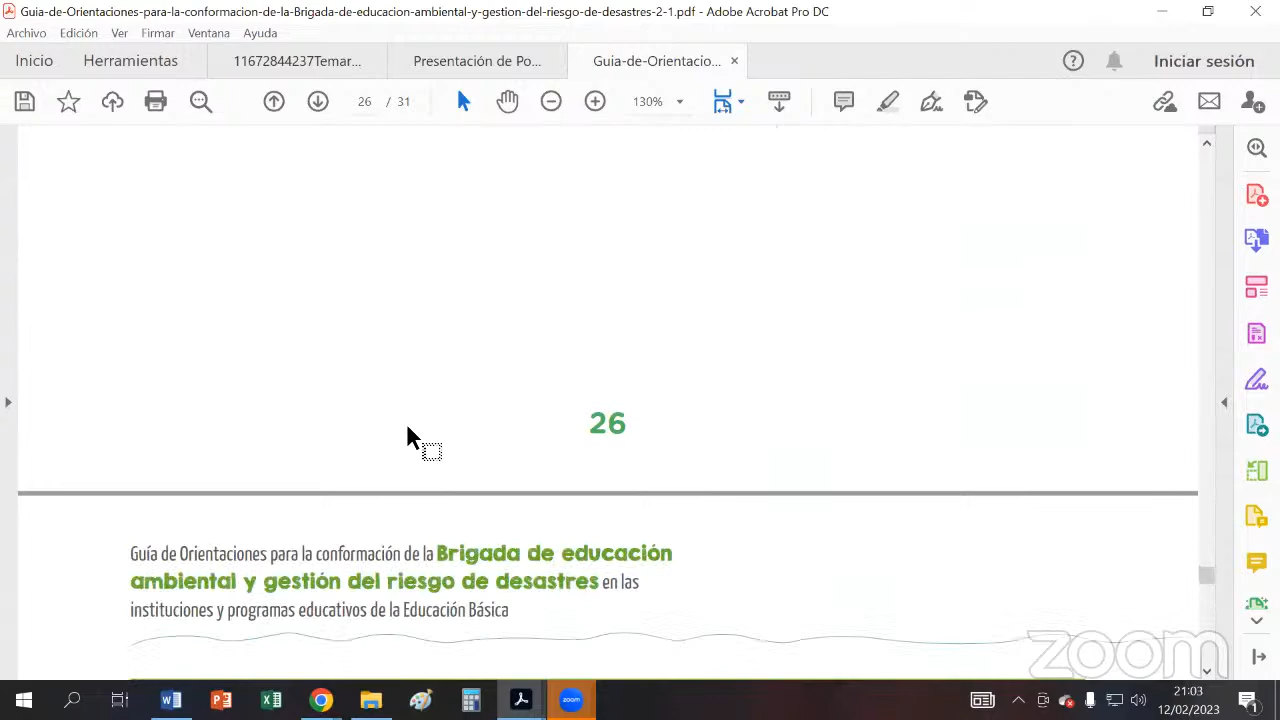 Guia-de-Orientaciones-para-la-conformacion-de-la-Brigada-de-educacion-ambiental-y-gestion-del-riesgo-de-desastres-2-1.pdf - Adobe Acrobat Pro DC
Archivo Edición Ver Firmar Ventana Ayuda
Inicio Herramientas 11672844237Temar... Presentación de Po... Guia-de-Orientacio... × Iniciar sesión
26 / 31 130%
26
Guía de Orientaciones para la conformación de la Brigada de educación
ambiental y gestión del riesgo de desastres en las
instituciones y programas educativos de la Educación Básica
zoom
zoom
21:03
12/02/2023
1